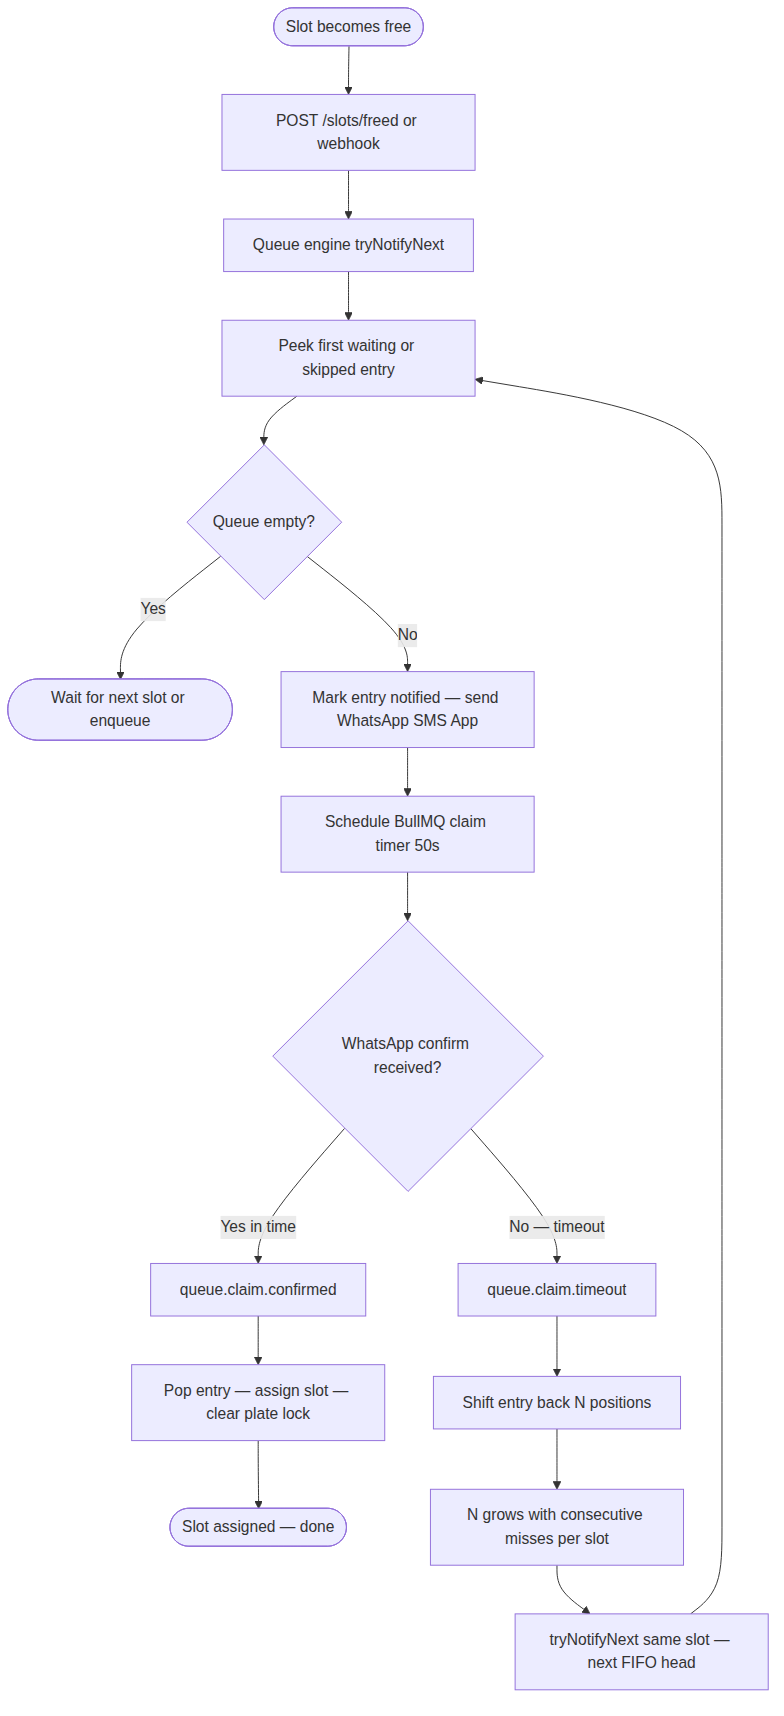 Slot becomes free
POST /slots/freed or
webhook
Queue engine tryNotifyNext
Peek first waiting or
skipped entry
Queue empty?
Yes
No
Wait for next slot or
enqueue
Mark entry notified — send
WhatsApp SMS App
Schedule BullMQ claim
timer 50s
WhatsApp confirm
received?
Yes in time
No — timeout
queue.claim.confirmed
queue.claim.timeout
Pop entry — assign slot —
clear plate lock
Shift entry back N positions
Slot assigned — done
N grows with consecutive
misses per slot
tryNotifyNext same slot —
next FIFO head